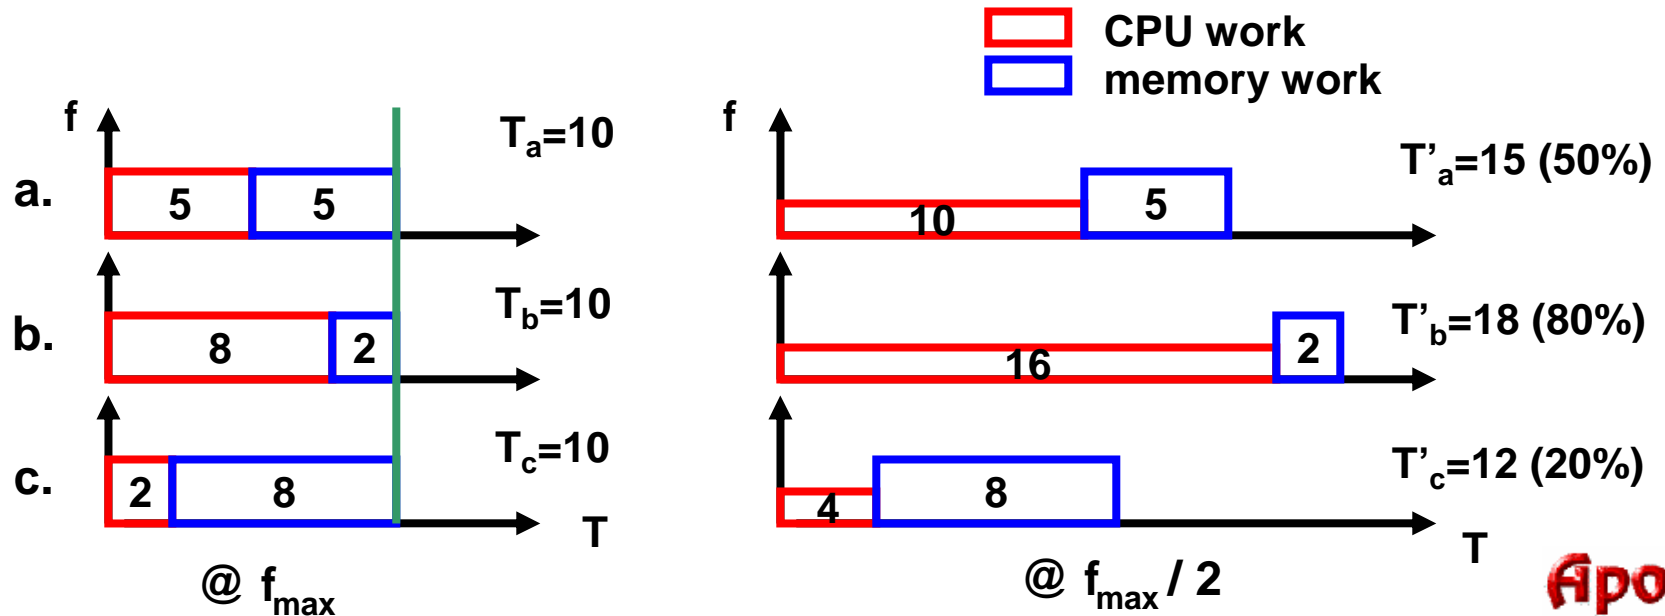 CPU work
memory work
f
T_a=10
f
T'_a=15 (50%)
a.
5
5
10
5
T_b=10
T'_b=18 (80%)
b.
8
2
16
2
T_c=10
T'_c=12 (20%)
c.
2
8
4
8
T
T
@ f_max
@ f_max / 2